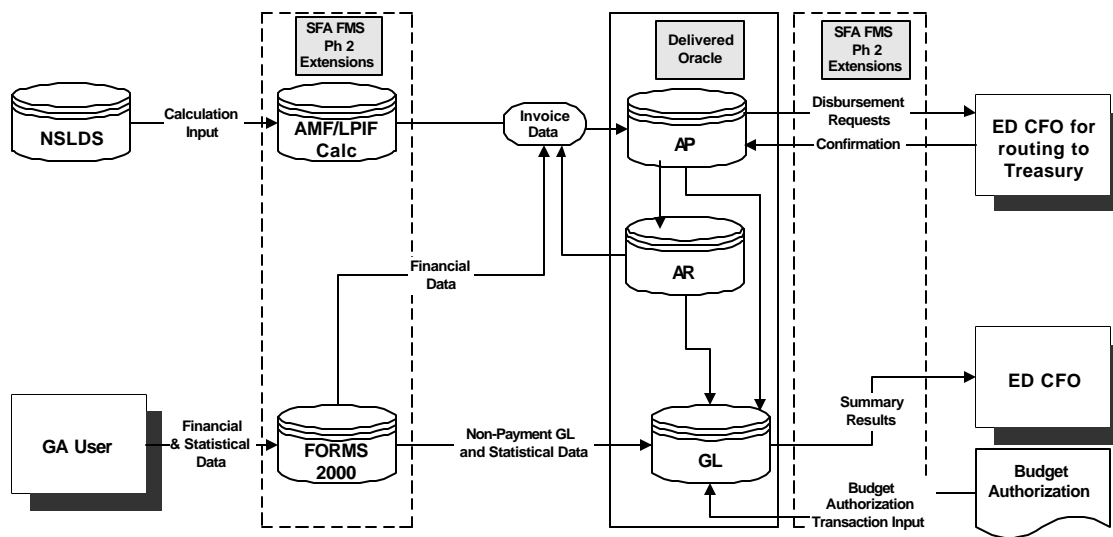 SFA FMS
Ph 2
Extensions
Delivered
Oracle
SFA FMS
Ph 2
Extensions
NSLDS
Calculation
Input
AMF/LPIF
Calc
Invoice
Data
AP
Disbursement
Requests
Confirmation
ED CFO for
routing to
Treasury
Financial
Data
AR
GA User
Financial
& Statistical
Data
FORMS
2000
Non-Payment GL
and Statistical Data
GL
Summary
Results
ED CFO
Budget
Authorization
Transaction Input
Budget
Authorization